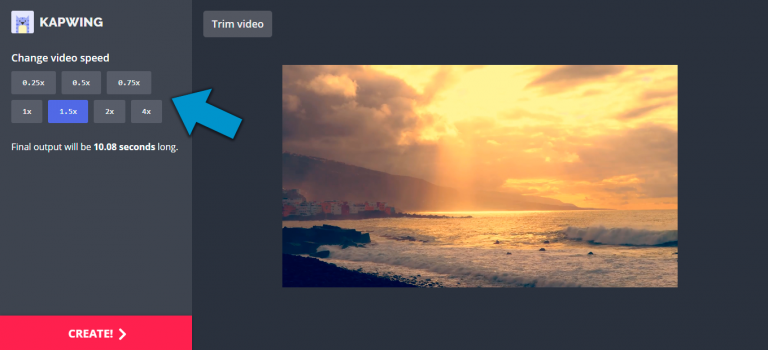 KAPWING
Trim video
Change video speed
0.25x 0.5x 0.75x
1x 1.5x 2x 4x
Final output will be 10.08 seconds long.
CREATE!